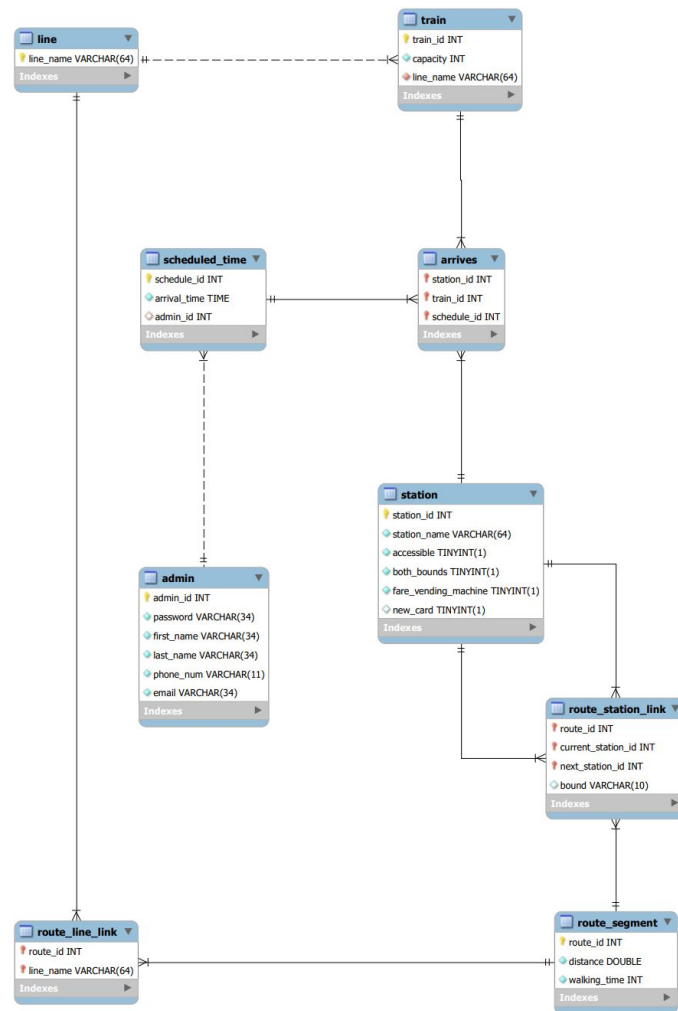 line
line_name VARCHAR(64)
Indexes
train
train_id INT
capacity INT
line_name VARCHAR(64)
Indexes
scheduled_time
schedule_id INT
arrival_time TIME
admin_id INT
Indexes
arrives
station_id INT
train_id INT
schedule_id INT
Indexes
station
station_id INT
station_name VARCHAR(64)
accessible TINYINT(1)
both_bounds TINYINT(1)
fare_vending_machine TINYINT(1)
new_card TINYINT(1)
Indexes
admin
admin_id INT
password VARCHAR(34)
first_name VARCHAR(34)
last_name VARCHAR(34)
phone_num VARCHAR(11)
email VARCHAR(34)
Indexes
route_station_link
route_id INT
current_station_id INT
next_station_id INT
bound VARCHAR(10)
Indexes
route_line_link
route_id INT
line_name VARCHAR(64)
Indexes
route_segment
route_id INT
distance DOUBLE
walking_time INT
Indexes